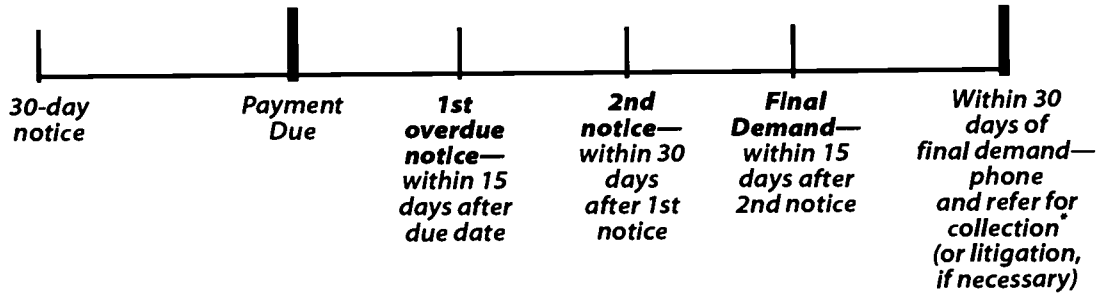 30-day
notice
Payment
Due
1st
overdue
notice—
within 15
days after
due date
2nd
notice—
within 30
days
after 1st
notice
Final
Demand—
within 15
days after
2nd notice
Within 30
days of
final demand—
phone
and refer for
collection*
(or litigation,
if necessary)